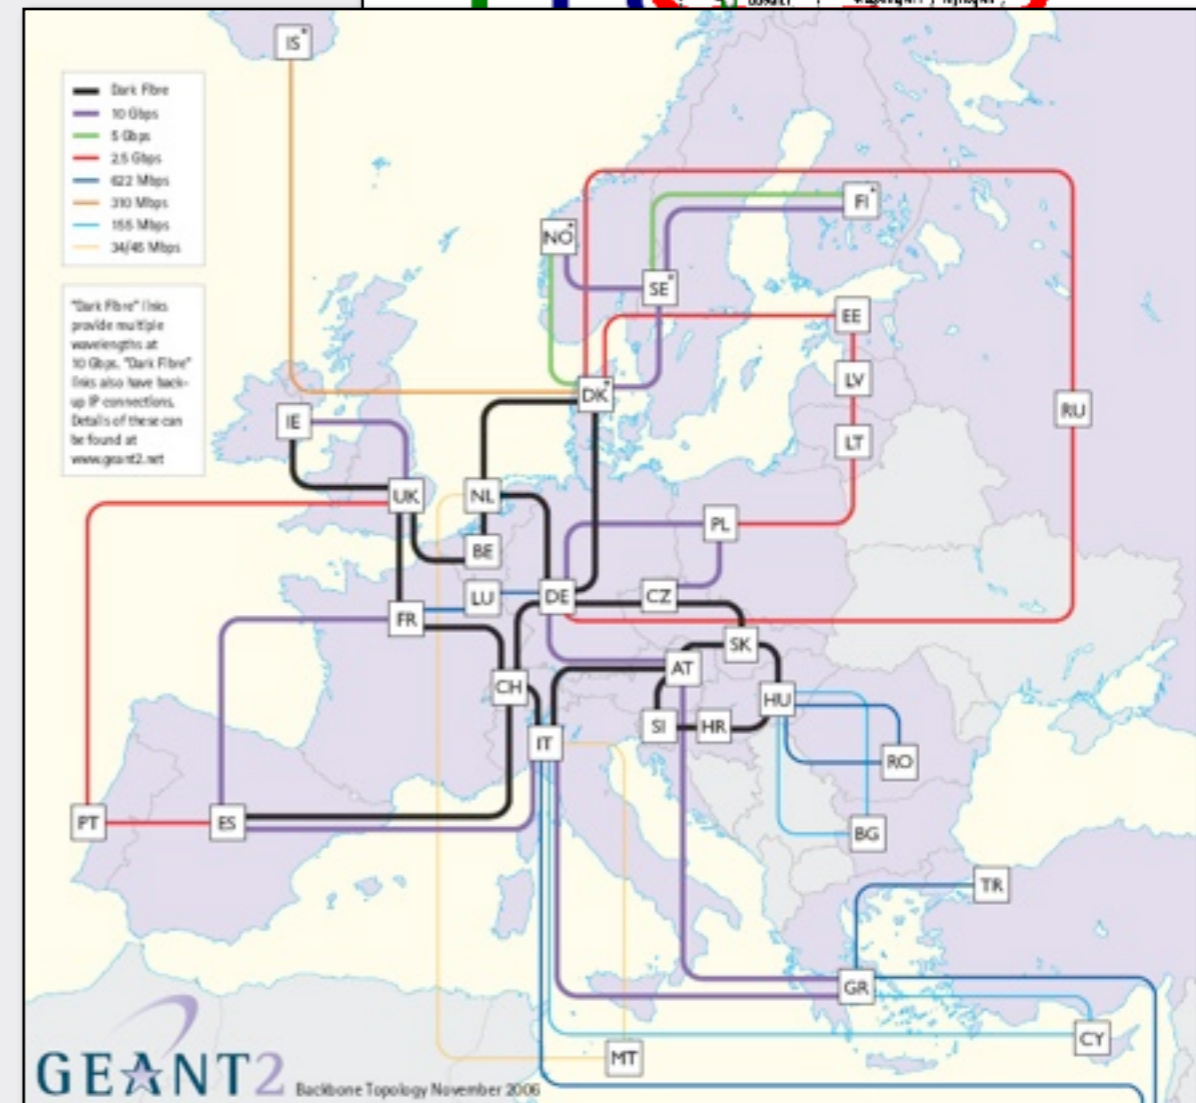 IS*
Dark Fibre
10 Gbps
5 Gbps
2.5 Gbps
622 Mbps
310 Mbps
155 Mbps
34/45 Mbps
"Dark Fibre" links
provide multiple
wavelengths at
10 Gbps. "Dark Fibre"
links also have back-
up IP connections.
Details of these can
be found at
www.geant2.net
FI*
NO*
SE*
EE
LV
DK*
RU
IE
LT
UK
NL
PL
BE
LU
DE
CZ
FR
SK
AT
CH
HU
SI
HR
IT
RO
PT
ES
BG
TR
GR
CY
MT
GEANT2
Backbone Topology November 2006